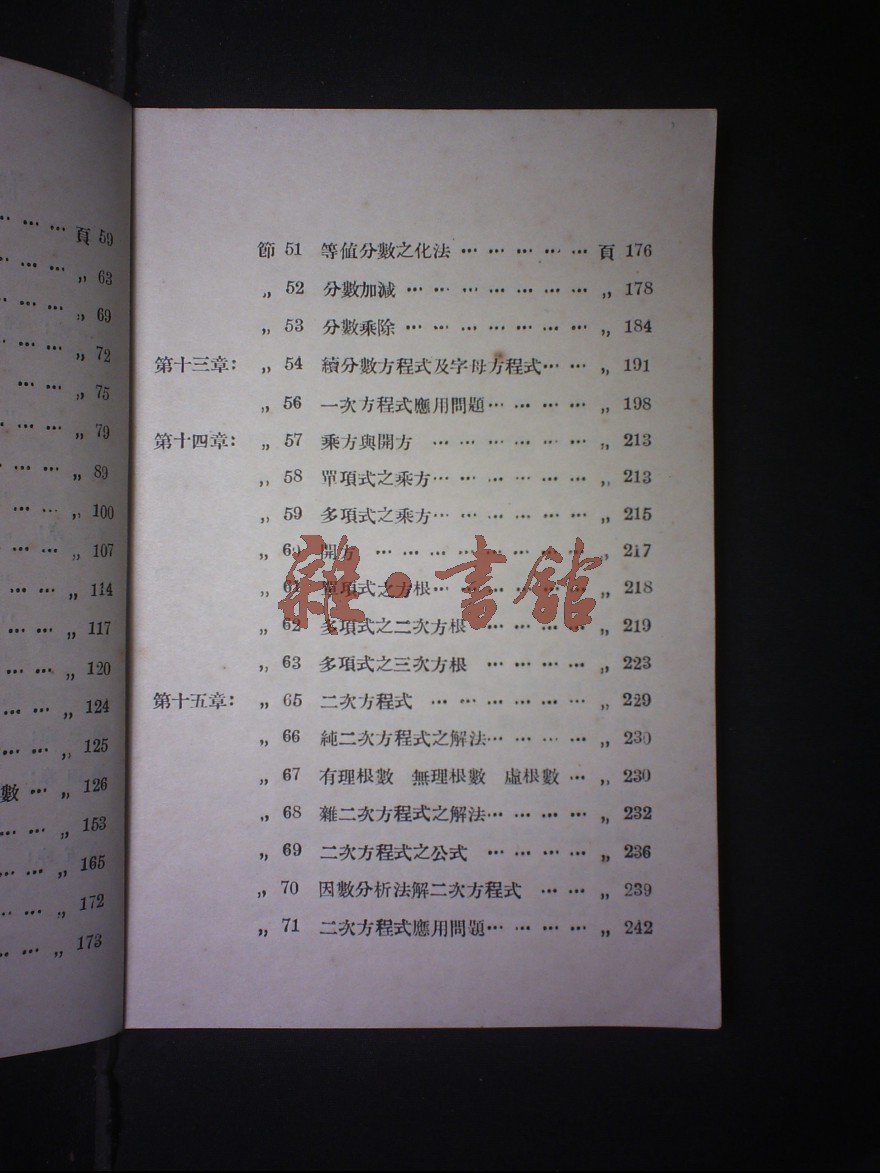 頁 59
„ 63
„ 69
„ 72
„ 75
„ 79
„ 89
„ 100
„ 107
„ 114
„ 117
„ 120
„ 124
„ 125
數 … „ 126
„ 153
„ 165
„ 172
„ 173
節 51 等值分數之化法 … … … … … 頁 176
„ 52 分數加減 … … … … … … … „ 178
„ 53 分數乘除 … … … … … … … „ 184
第十三章： „ 54 續分數方程式及字母方程式 … … „ 191
„ 56 一次方程式應用問題 … … … … „ 198
第十四章： „ 57 乘方與開方 … … … … … … „ 213
„ 58 單項式之乘方 … … … … … … „ 213
„ 59 多項式之乘方 … … … … … … „ 215
„ 60 開方 … … … … … … … … „ 217
„ 61 單項式之方根 … … … … … … „ 218
„ 62 多項式之二次方根 … … … … „ 219
„ 63 多項式之三次方根 … … … … „ 223
第十五章： „ 65 二次方程式 … … … … … … „ 229
„ 66 純二次方程式之解法 … … … … „ 230
„ 67 有理根數 無理根數 虛根數 … „ 230
„ 68 雜二次方程式之解法 … … … … „ 232
„ 69 二次方程式之公式 … … … … „ 236
„ 70 因數分析法解二次方程式 … … „ 239
„ 71 二次方程式應用問題 … … … … „ 242
雜·書館